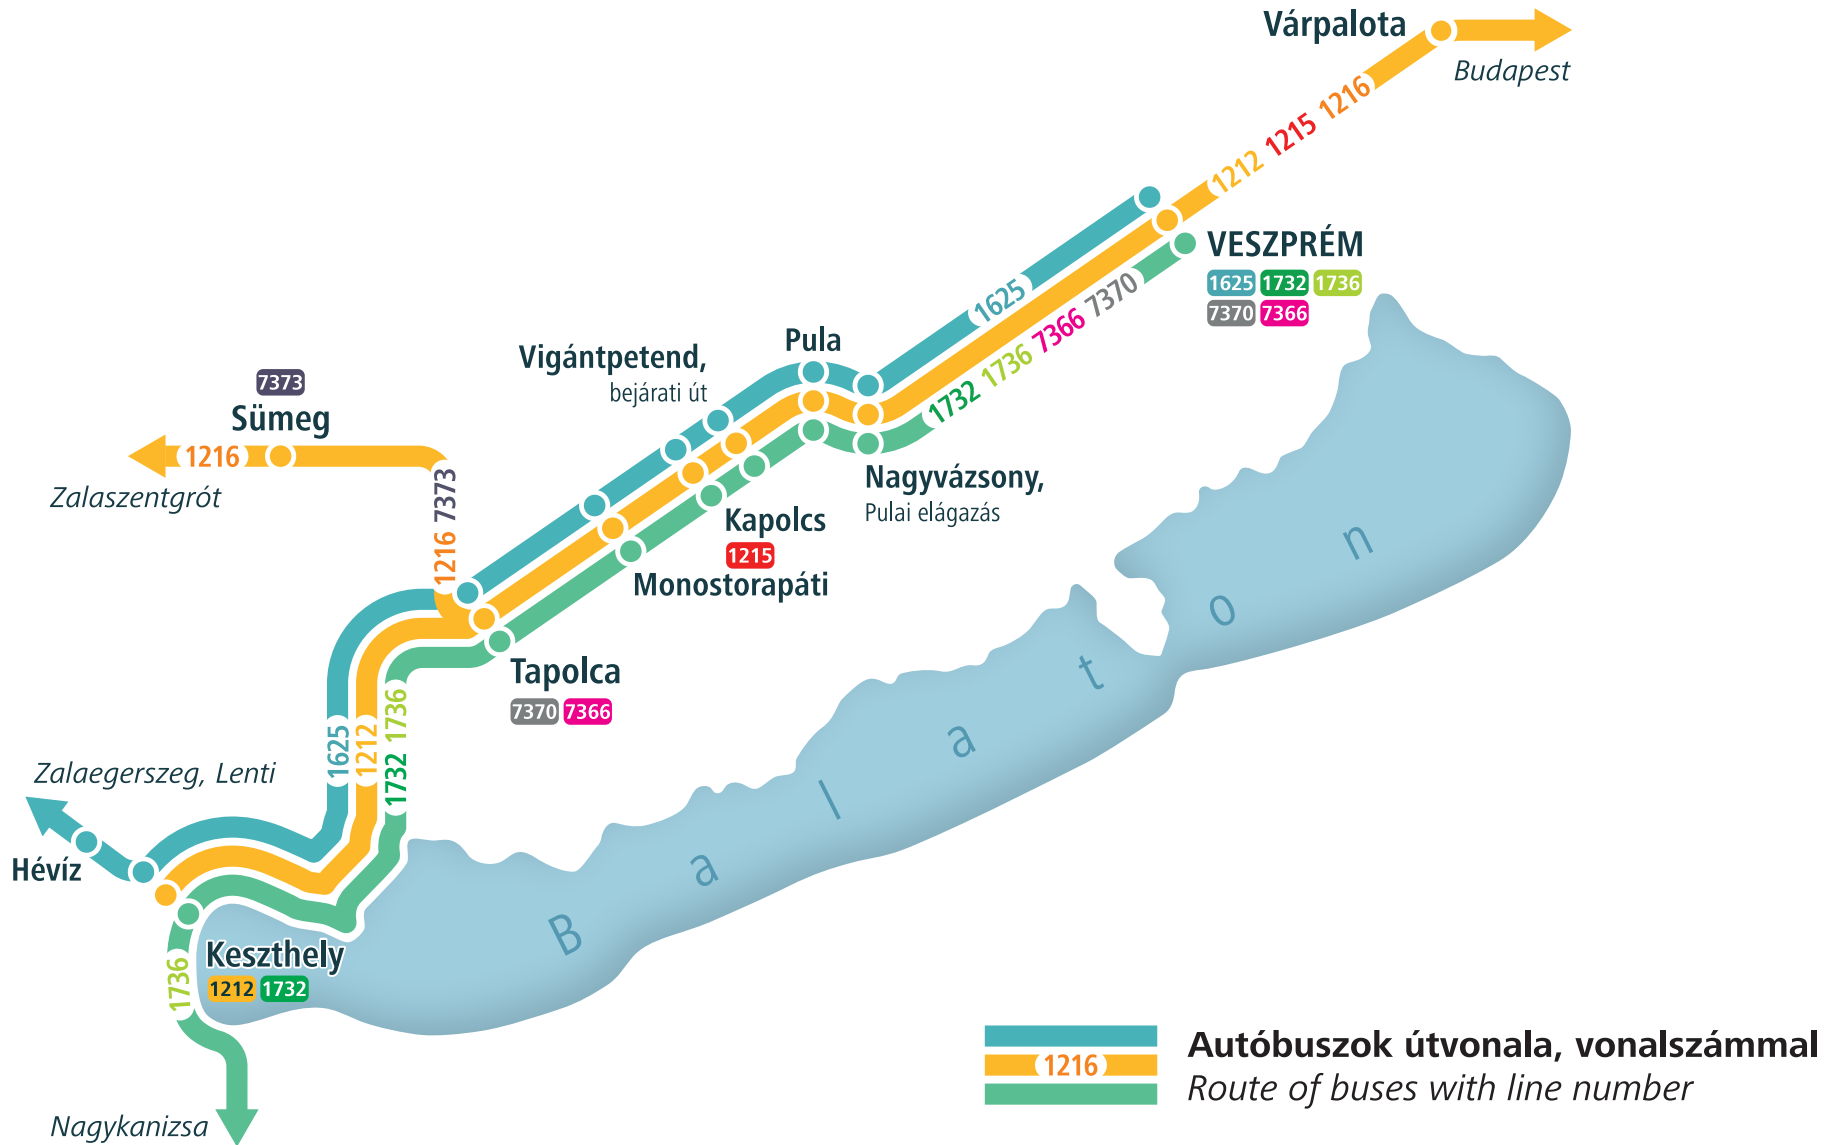 Várpalota
Budapest
1212 1215 1216
VESZPRÉM
1625 1732 1736
7370 7366
1625
1732 1736 7366 7370
Pula
Vigántpetend,
bejárati út
7373
Sümeg
1216
Zalaszentgrót
1216 7373
Nagyvázsony,
Pulai elágazás
Kapolcs
1215
Monostorapáti
Tapolca
7370 7366
1625
1212
1732 1736
Zalaegerszeg, Lenti
Hévíz
Keszthely
1212 1732
1736
Nagykanizsa
Balaton
1216
Autóbuszok útvonala, vonalszámmal
Route of buses with line number